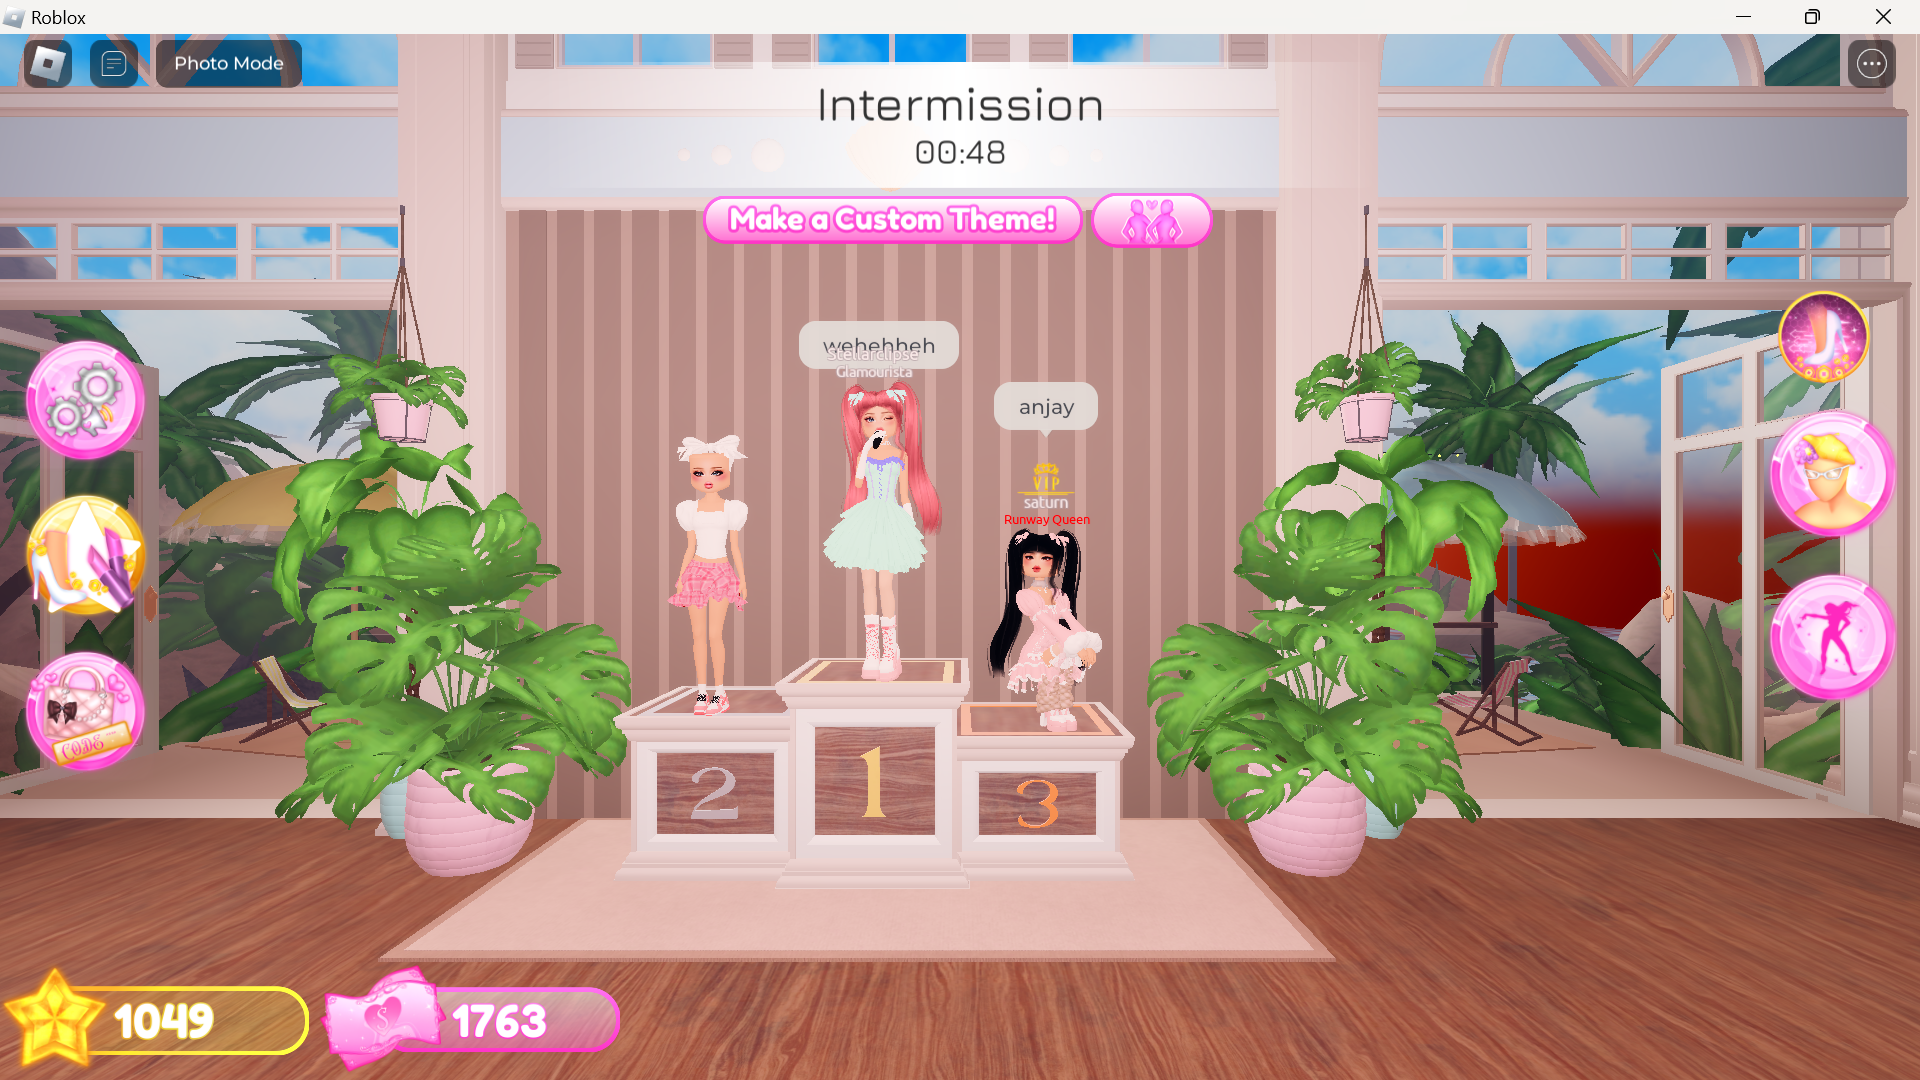 Roblox
Photo Mode
Intermission
00:48
Make a Custom Theme!
wehehheh
Stellarclipse
Glamourista
anjay
VIP
saturn
Runway Queen
CODE
2
1
3
1049
1763